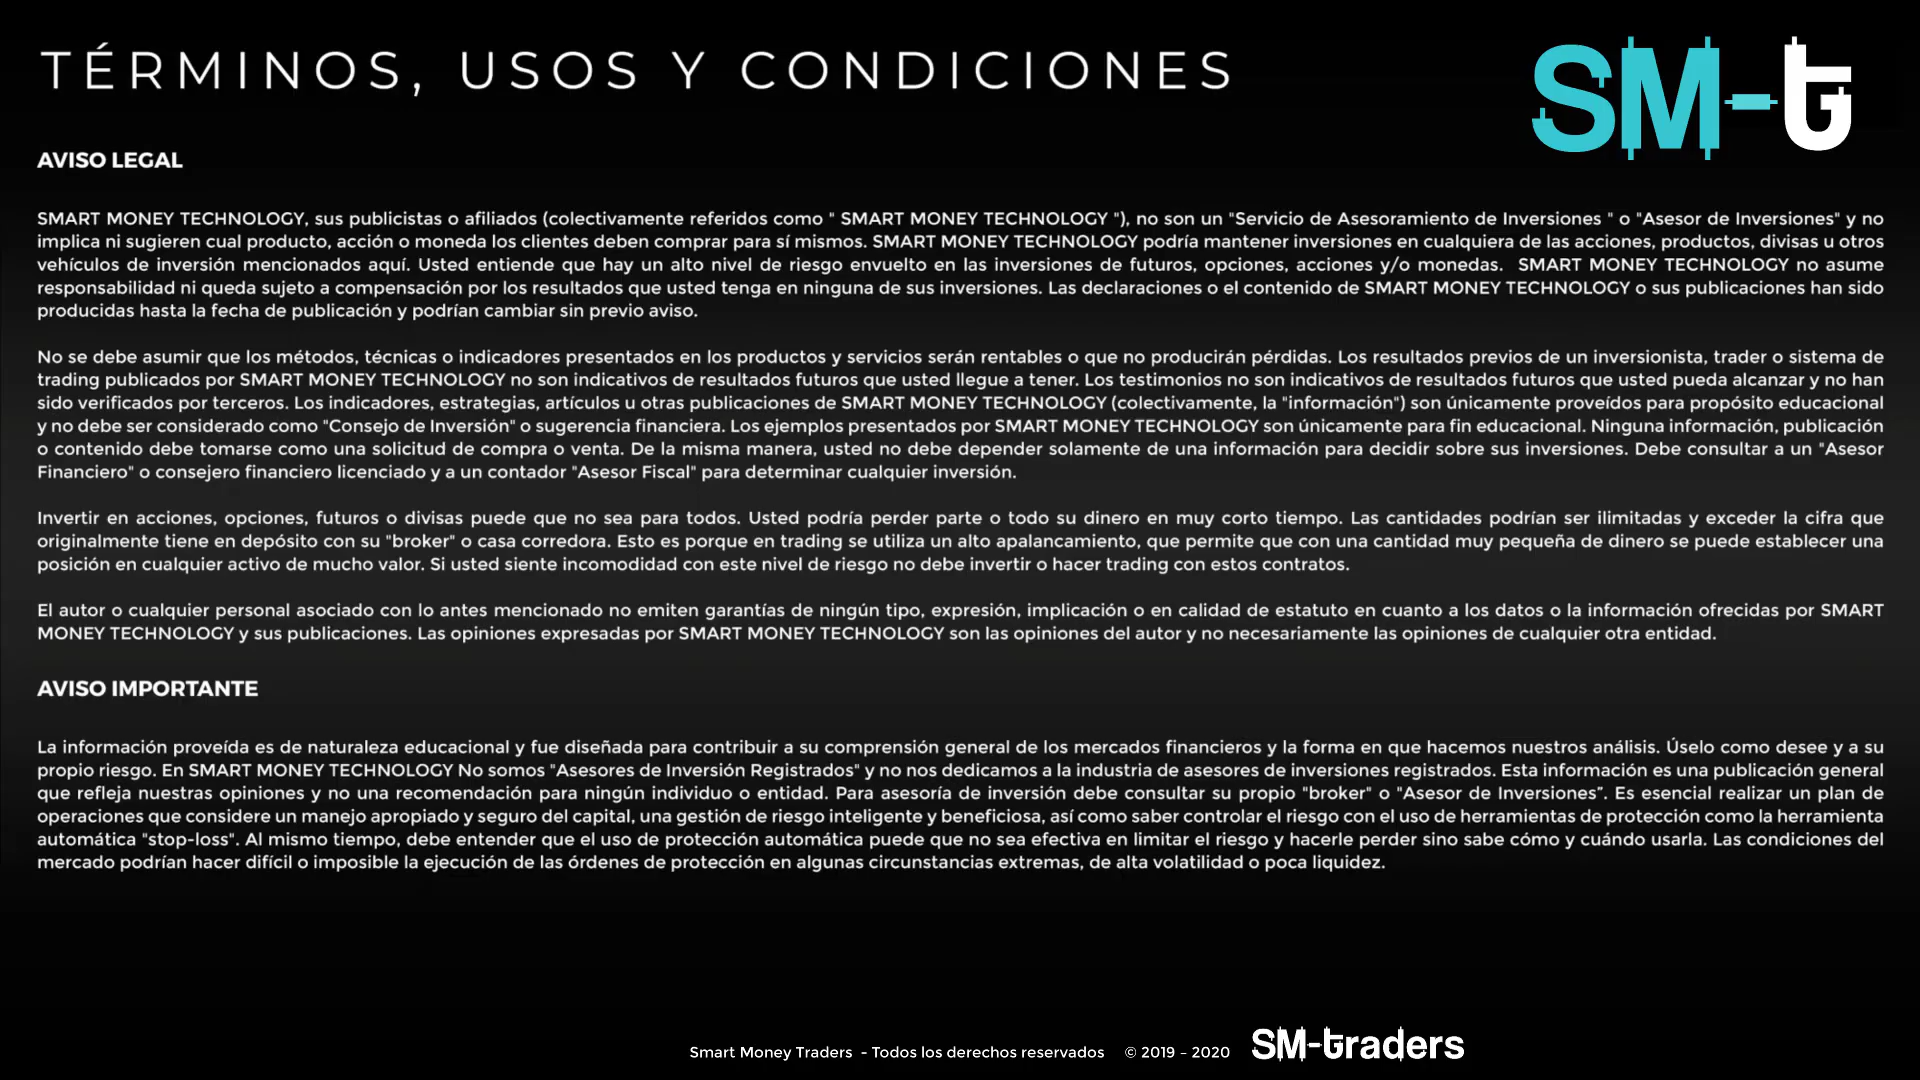 TÉRMINOS, USOS Y CONDICIONES
SM-t
AVISO LEGAL
SMART MONEY TECHNOLOGY, sus publicistas o afiliados (colectivamente referidos como " SMART MONEY TECHNOLOGY "), no son un "Servicio de Asesoramiento de Inversiones " o "Asesor de Inversiones" y no
implica ni sugieren cual producto, acción o moneda los clientes deben comprar para sí mismos. SMART MONEY TECHNOLOGY podría mantener inversiones en cualquiera de las acciones, productos, divisas u otros
vehículos de inversión mencionados aquí. Usted entiende que hay un alto nivel de riesgo envuelto en las inversiones de futuros, opciones, acciones y/o monedas. SMART MONEY TECHNOLOGY no asume
responsabilidad ni queda sujeto a compensación por los resultados que usted tenga en ninguna de sus inversiones. Las declaraciones o el contenido de SMART MONEY TECHNOLOGY o sus publicaciones han sido
producidas hasta la fecha de publicación y podrían cambiar sin previo aviso.
No se debe asumir que los métodos, técnicas o indicadores presentados en los productos y servicios serán rentables o que no producirán pérdidas. Los resultados previos de un inversionista, trader o sistema de
trading publicados por SMART MONEY TECHNOLOGY no son indicativos de resultados futuros que usted llegue a tener. Los testimonios no son indicativos de resultados futuros que usted pueda alcanzar y no han
sido verificados por terceros. Los indicadores, estrategias, artículos u otras publicaciones de SMART MONEY TECHNOLOGY (colectivamente, la "información") son únicamente proveídos para propósito educacional
y no debe ser considerado como "Consejo de Inversión" o sugerencia financiera. Los ejemplos presentados por SMART MONEY TECHNOLOGY son únicamente para fin educacional. Ninguna información, publicación
o contenido debe tomarse como una solicitud de compra o venta. De la misma manera, usted no debe depender solamente de una información para decidir sobre sus inversiones. Debe consultar a un "Asesor
Financiero" o consejero financiero licenciado y a un contador "Asesor Fiscal" para determinar cualquier inversión.
Invertir en acciones, opciones, futuros o divisas puede que no sea para todos. Usted podría perder parte o todo su dinero en muy corto tiempo. Las cantidades podrían ser ilimitadas y exceder la cifra que
originalmente tiene en depósito con su "broker" o casa corredora. Esto es porque en trading se utiliza un alto apalancamiento, que permite que con una cantidad muy pequeña de dinero se puede establecer una
posición en cualquier activo de mucho valor. Si usted siente incomodidad con este nivel de riesgo no debe invertir o hacer trading con estos contratos.
El autor o cualquier personal asociado con lo antes mencionado no emiten garantías de ningún tipo, expresión, implicación o en calidad de estatuto en cuanto a los datos o la información ofrecidas por SMART
MONEY TECHNOLOGY y sus publicaciones. Las opiniones expresadas por SMART MONEY TECHNOLOGY son las opiniones del autor y no necesariamente las opiniones de cualquier otra entidad.
AVISO IMPORTANTE
La información proveída es de naturaleza educacional y fue diseñada para contribuir a su comprensión general de los mercados financieros y la forma en que hacemos nuestros análisis. Úselo como desee y a su
propio riesgo. En SMART MONEY TECHNOLOGY No somos "Asesores de Inversión Registrados" y no nos dedicamos a la industria de asesores de inversiones registrados. Esta información es una publicación general
que refleja nuestras opiniones y no una recomendación para ningún individuo o entidad. Para asesoría de inversión debe consultar su propio "broker" o "Asesor de Inversiones”. Es esencial realizar un plan de
operaciones que considere un manejo apropiado y seguro del capital, una gestión de riesgo inteligente y beneficiosa, así como saber controlar el riesgo con el uso de herramientas de protección como la herramienta
automática "stop-loss". Al mismo tiempo, debe entender que el uso de protección automática puede que no sea efectiva en limitar el riesgo y hacerle perder sino sabe cómo y cuándo usarla. Las condiciones del
mercado podrían hacer difícil o imposible la ejecución de las órdenes de protección en algunas circunstancias extremas, de alta volatilidad o poca liquidez.
Smart Money Traders - Todos los derechos reservados © 2019 – 2020 SM-traders